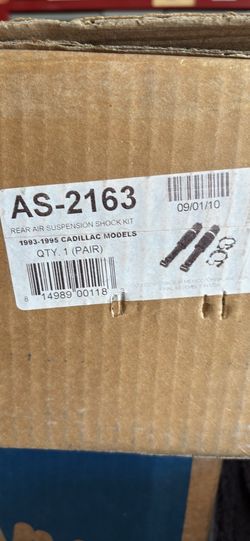 AS-2163
09/01/10
REAR AIR SUSPENSION SHOCK KIT
1993-1995 CADILLAC MODELS
QTY. 1 (PAIR)
8 14989 00118